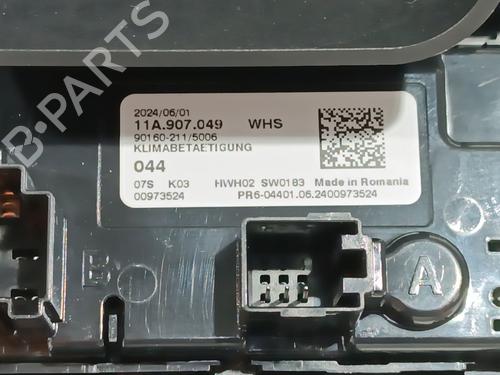 2024/06/01
11A.907.049 WHS
90160-211/5006
KLIMABETAETIGUNG
044
07S K03 HWH02 SW0183 Made in Romania
00973524 PR6-04401.06.2400973524
A
B-PARTS